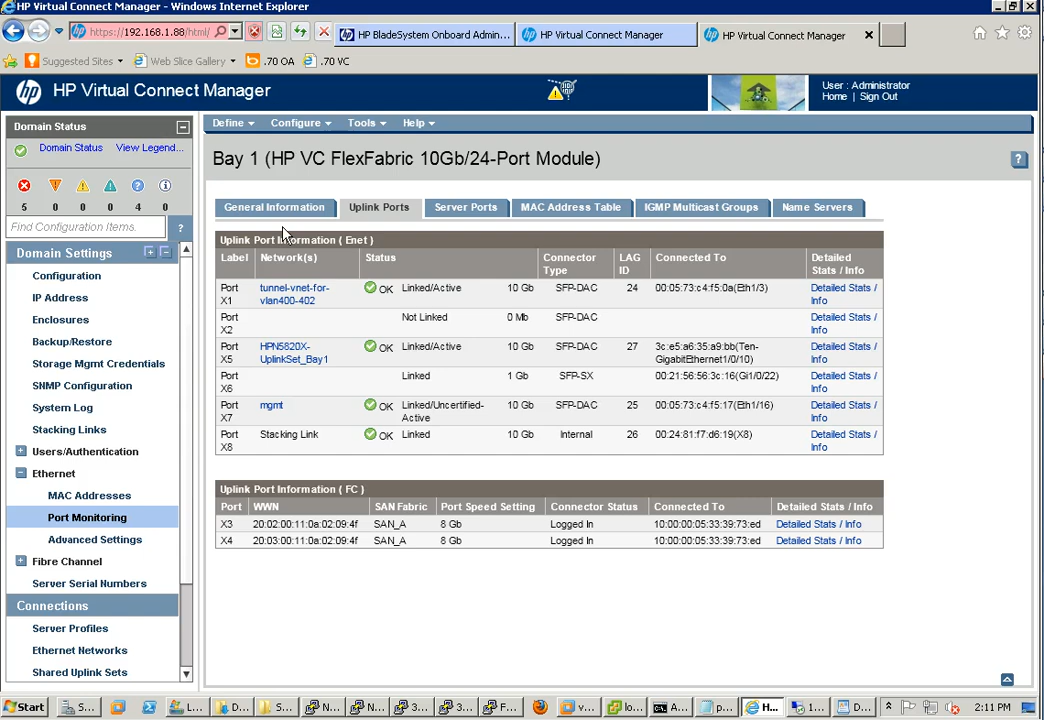 HP Virtual Connect Manager - Windows Internet Explorer
https://192.168.1.88/html/
HP BladeSystem Onboard Admin...
HP Virtual Connect Manager
HP Virtual Connect Manager
Suggested Sites
Web Slice Gallery
.70 OA
.70 VC
hp
HP Virtual Connect Manager
User : Administrator
Home | Sign Out
Domain Status
Domain Status
View Legend...
5 0 0 0 4 0
Find Configuration Items.
?
Domain Settings
Configuration
IP Address
Enclosures
Backup/Restore
Storage Mgmt Credentials
SNMP Configuration
System Log
Stacking Links
Users/Authentication
Ethernet
MAC Addresses
Port Monitoring
Advanced Settings
Fibre Channel
Server Serial Numbers
Connections
Server Profiles
Ethernet Networks
Shared Uplink Sets
Define Configure Tools Help
Bay 1 (HP VC FlexFabric 10Gb/24-Port Module)
?
General Information Uplink Ports Server Ports MAC Address Table IGMP Multicast Groups Name Servers
Uplink Port Information ( Enet )
Label Network(s) Status Connector Type LAG ID Connected To Detailed Stats / Info
Port X1 tunnel-vnet-for-vlan400-402 OK Linked/Active 10 Gb SFP-DAC 24 00:05:73:c4:f5:0a(Eth1/3) Detailed Stats / Info
Port X2 Not Linked 0 Mb SFP-DAC Detailed Stats / Info
Port X5 HPN5820X-UplinkSet_Bay1 OK Linked/Active 10 Gb SFP-DAC 27 3c:e5:a6:35:a9:bb(Ten-GigabitEthernet1/0/10) Detailed Stats / Info
Port X6 Linked 1 Gb SFP-SX 00:21:56:56:3c:16(Gi1/0/22) Detailed Stats / Info
Port X7 mgmt OK Linked/Uncertified-Active 10 Gb SFP-DAC 25 00:05:73:c4:f5:17(Eth1/16) Detailed Stats / Info
Port X8 Stacking Link OK Linked 10 Gb Internal 26 00:24:81:f7:d6:19(X8) Detailed Stats / Info
Uplink Port Information ( FC )
Port WWN SAN Fabric Port Speed Setting Connector Status Connected To Detailed Stats / Info
X3 20:02:00:11:0a:02:09:4f SAN_A 8 Gb Logged In 10:00:00:05:33:39:73:ed Detailed Stats / Info
X4 20:03:00:11:0a:02:09:4f SAN_A 8 Gb Logged In 10:00:00:05:33:39:73:ed Detailed Stats / Info
Start S... L... D... S... N... N... 3... 3... F... v... lo... A... p... H... 1... D... 2:11 PM